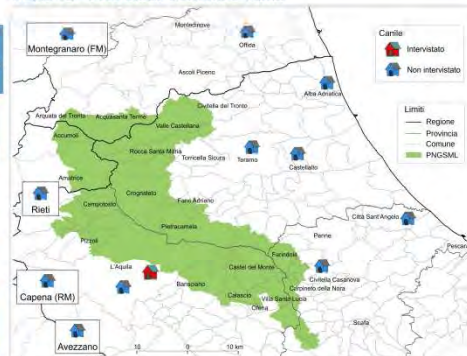 Montedinove
Montegranaro (FM)
Offida
Ascoli Piceno
Alba Adriatica
Arquata del Tronto
Acquasanta Terme
Civitella del Tronto
Valle Castellana
Accumoli
Rocca Santa Maria
Torricella Sicura
Teramo
Castellalto
Amatrice
Crognaleto
Rieti
Campotosto
Fano Adriano
Città Sant'Angelo
Pietracamela
Penne
Pescara
Pizzoli
Farindola
L'Aquila
Castel del Monte
Civitella Casanova
Capena (RM)
Barisciano
Carpineto della Nora
Calascio
Villa Santa Lucia
Ofena
Scafa
Avezzano
10 0 10 km
Canile
Intervistato
Non intervistato
Limiti
Regione
Provincia
Comune
PNGSML